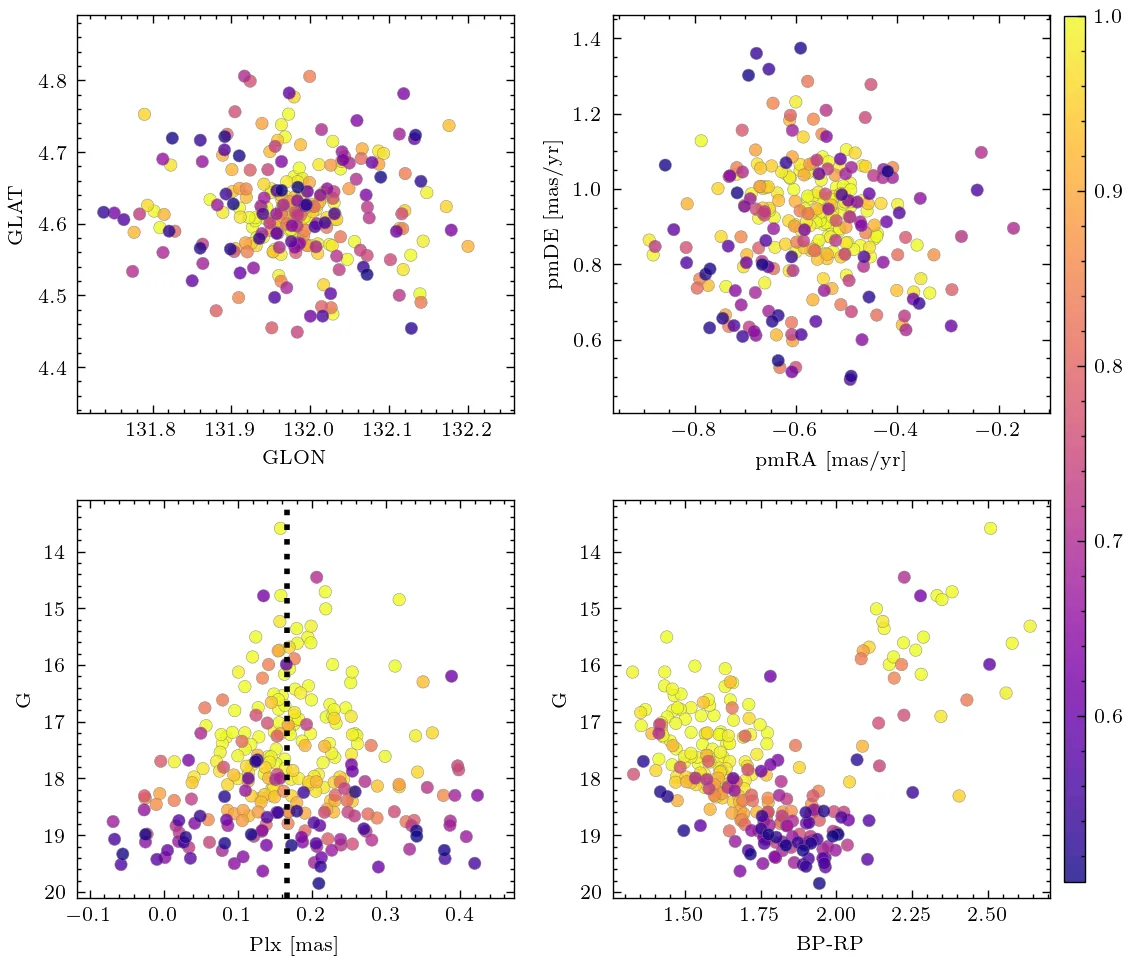 4.8
4.7
4.6
4.5
4.4
GLAT
131.8 131.9 132.0 132.1 132.2
GLON
1.4
1.2
1.0
0.8
0.6
pmDE [mas/yr]
−0.8 −0.6 −0.4 −0.2
pmRA [mas/yr]
1.0
0.9
0.8
0.7
0.6
14
15
16
17
18
19
20
G
−0.1 0.0 0.1 0.2 0.3 0.4
Plx [mas]
14
15
16
17
18
19
20
G
1.50 1.75 2.00 2.25 2.50
BP-RP